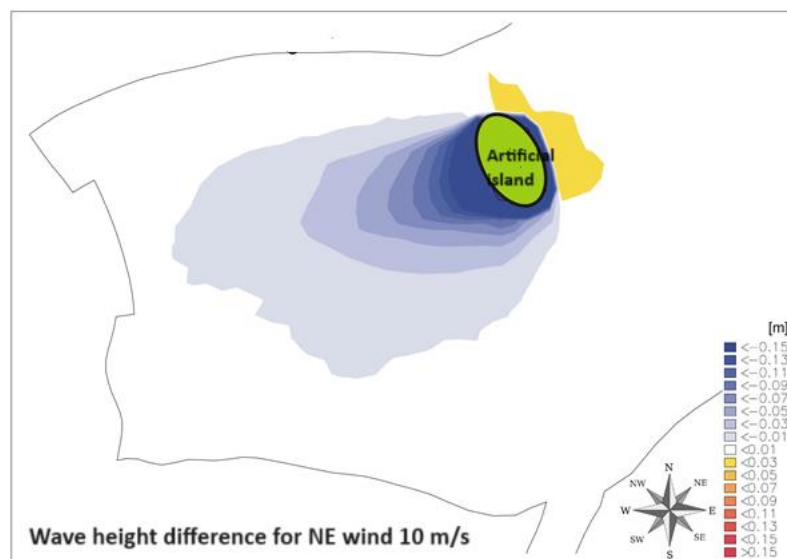 Artificial
island
[m]
<-0.15
<-0.13
<-0.11
<-0.09
<-0.07
<-0.05
<-0.03
<-0.01
<0.01
<0.03
<0.05
<0.07
<0.09
<0.11
<0.13
<0.15
>0.15
N
NW
NE
W
E
SW
SE
S
Wave height difference for NE wind 10 m/s